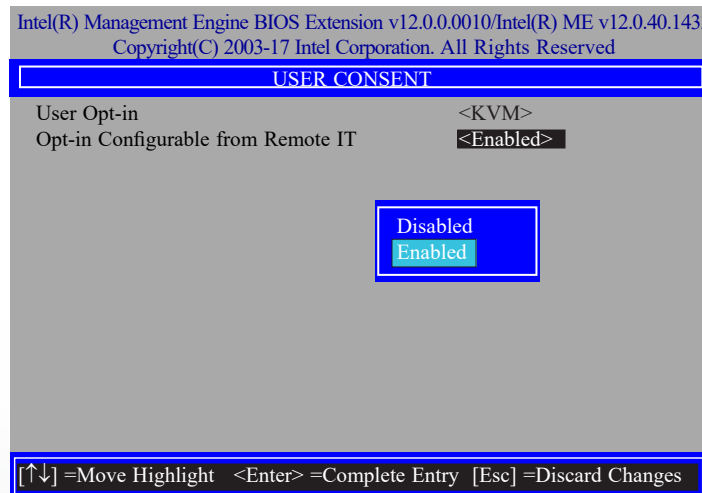 Intel(R) Management Engine BIOS Extension v12.0.0.0010/Intel(R) ME v12.0.40.143
Copyright(C) 2003-17 Intel Corporation. All Rights Reserved
USER CONSENT
User Opt-in <KVM>
Opt-in Configurable from Remote IT <Enabled>
Disabled
Enabled
[↑↓] =Move Highlight <Enter> =Complete Entry [Esc] =Discard Changes